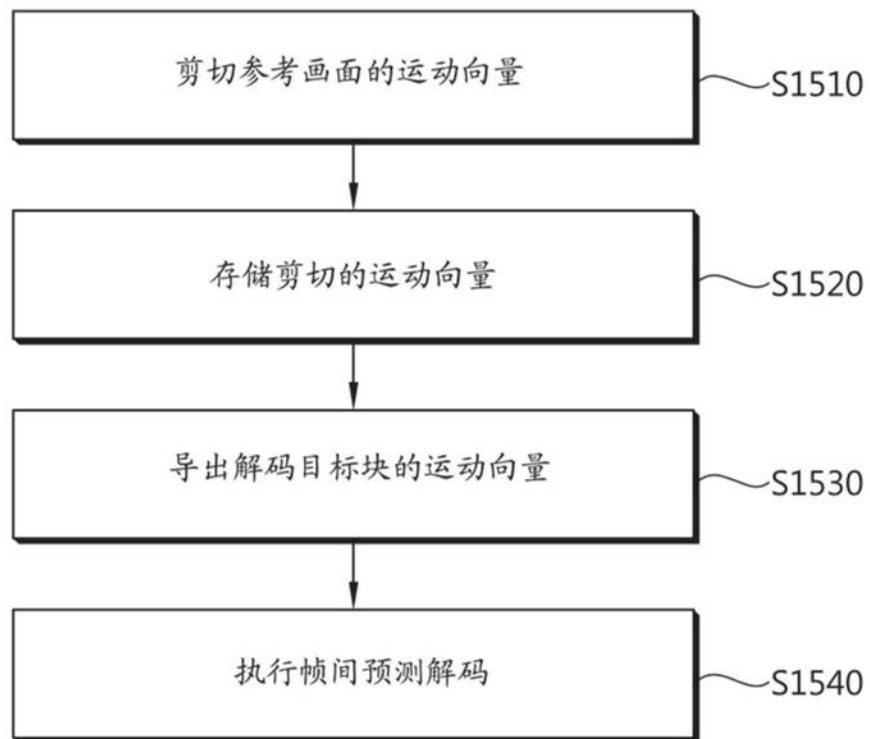 剪切参考画面的运动向量
S1510
存储剪切的运动向量
S1520
导出解码目标块的运动向量
S1530
执行帧间预测解码
S1540